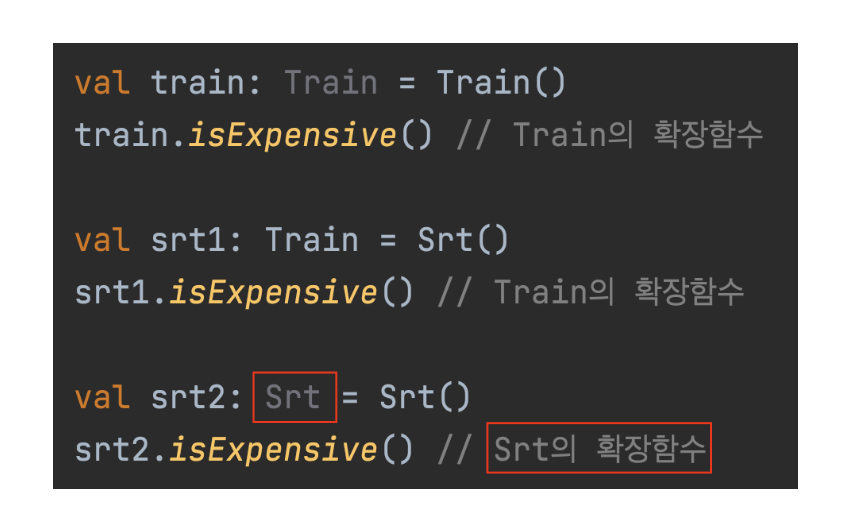 val train: Train = Train()
train.isExpensive() // Train의 확장함수
val srt1: Train = Srt()
srt1.isExpensive() // Train의 확장함수
val srt2: Srt = Srt()
srt2.isExpensive() // Srt의 확장함수